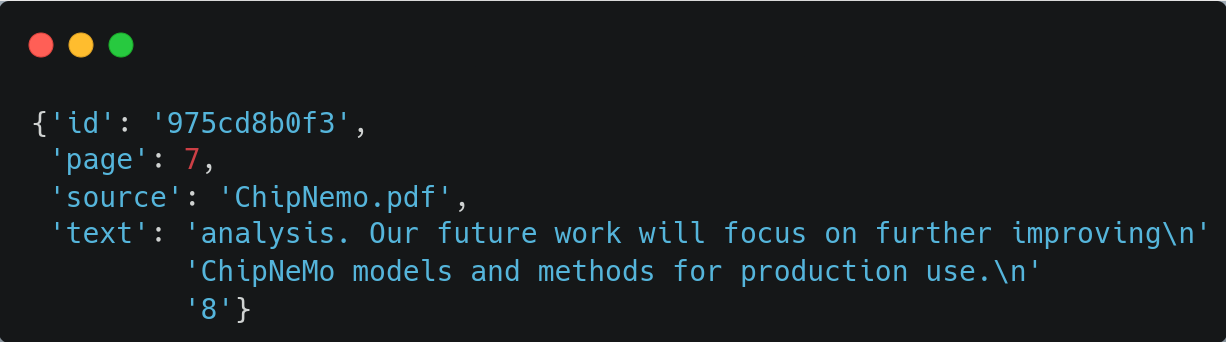 {'id': '975cd8b0f3',
 'page': 7,
 'source': 'ChipNemo.pdf',
 'text': 'analysis. Our future work will focus on further improving\n'
         'ChipNeMo models and methods for production use.\n'
         '8'}